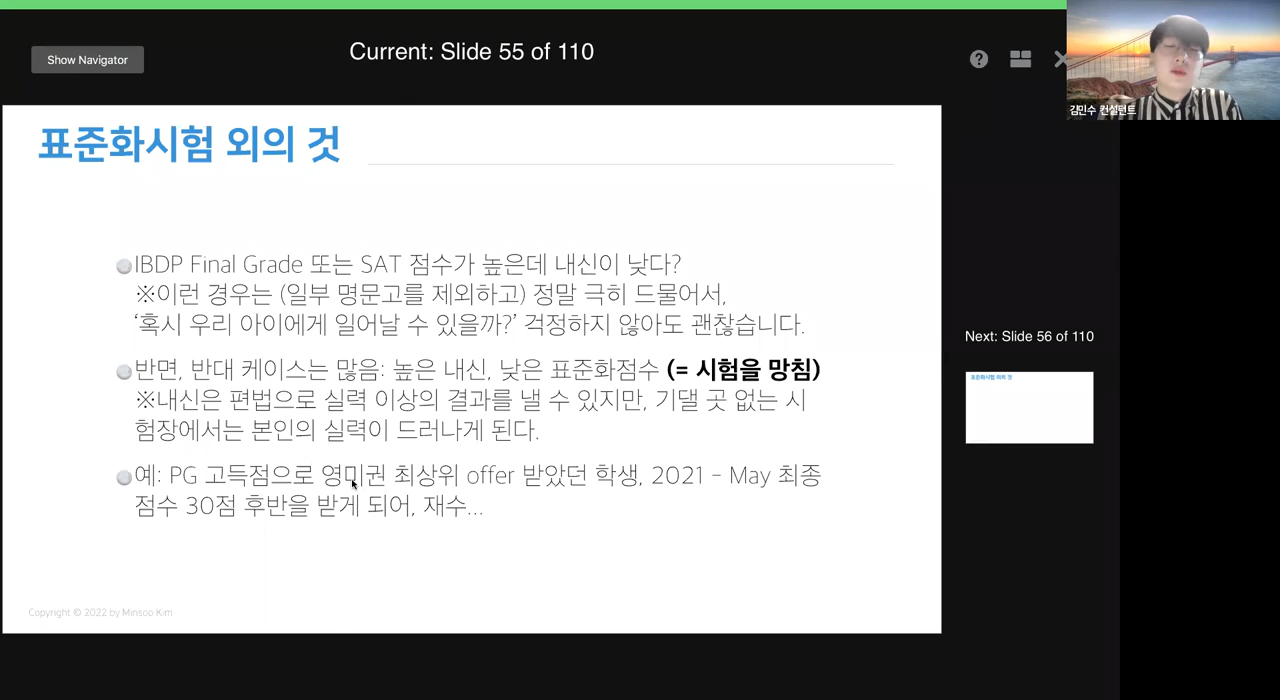 Show Navigator
Current: Slide 55 of 110
김민수 컨설턴트
표준화시험 외의 것
IBDP Final Grade 또는 SAT 점수가 높은데 내신이 낮다?
※이런 경우는 (일부 명문고를 제외하고) 정말 극히 드물어서,
‘혹시 우리 아이에게 일어날 수 있을까?’ 걱정하지 않아도 괜찮습니다.
반면, 반대 케이스는 많음: 높은 내신, 낮은 표준화점수 (= 시험을 망침)
※내신은 편법으로 실력 이상의 결과를 낼 수 있지만, 기댈 곳 없는 시
험장에서는 본인의 실력이 드러나게 된다.
예: PG 고득점으로 영미권 최상위 offer 받았던 학생, 2021 – May 최종
점수 30점 후반을 받게 되어, 재수...
Copyright © 2022 by Minsoo Kim
Next: Slide 56 of 110
표준화시험 외의 것